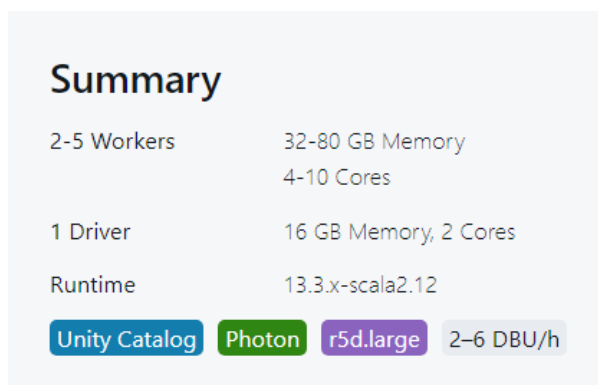 Summary
2-5 Workers 32-80 GB Memory
4-10 Cores
1 Driver 16 GB Memory, 2 Cores
Runtime 13.3.x-scala2.12
Unity Catalog Photon r5d.large 2–6 DBU/h